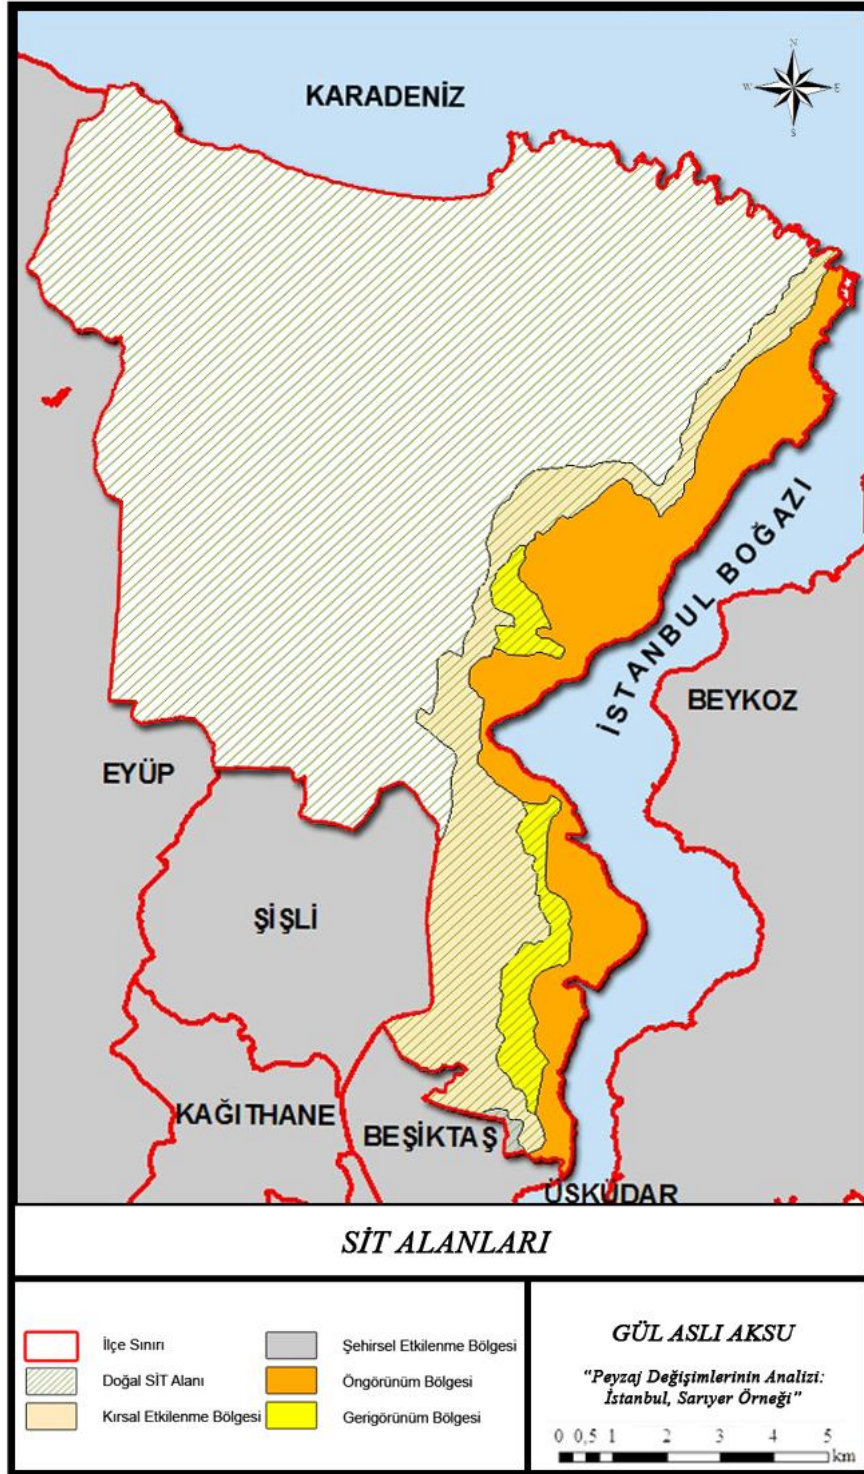 KARADENİZ
N
W
E
S
İSTANBUL BOĞAZI
BEYKOZ
EYÜP
ŞİŞLİ
KAĞITHANE
BEŞİKTAŞ
ÜSKÜDAR
SİT ALANLARI
İlçe Sınırı
Doğal SİT Alanı
Kırsal Etkilenme Bölgesi
Şehirsel Etkilenme Bölgesi
Öngörünüm Bölgesi
Gerigörünüm Bölgesi
GÜL ASLI AKSU
“Peyzaj Değişimlerinin Analizi:
İstanbul, Sarıyer Örneği”
0 0,5 1 2 3 4 5
km